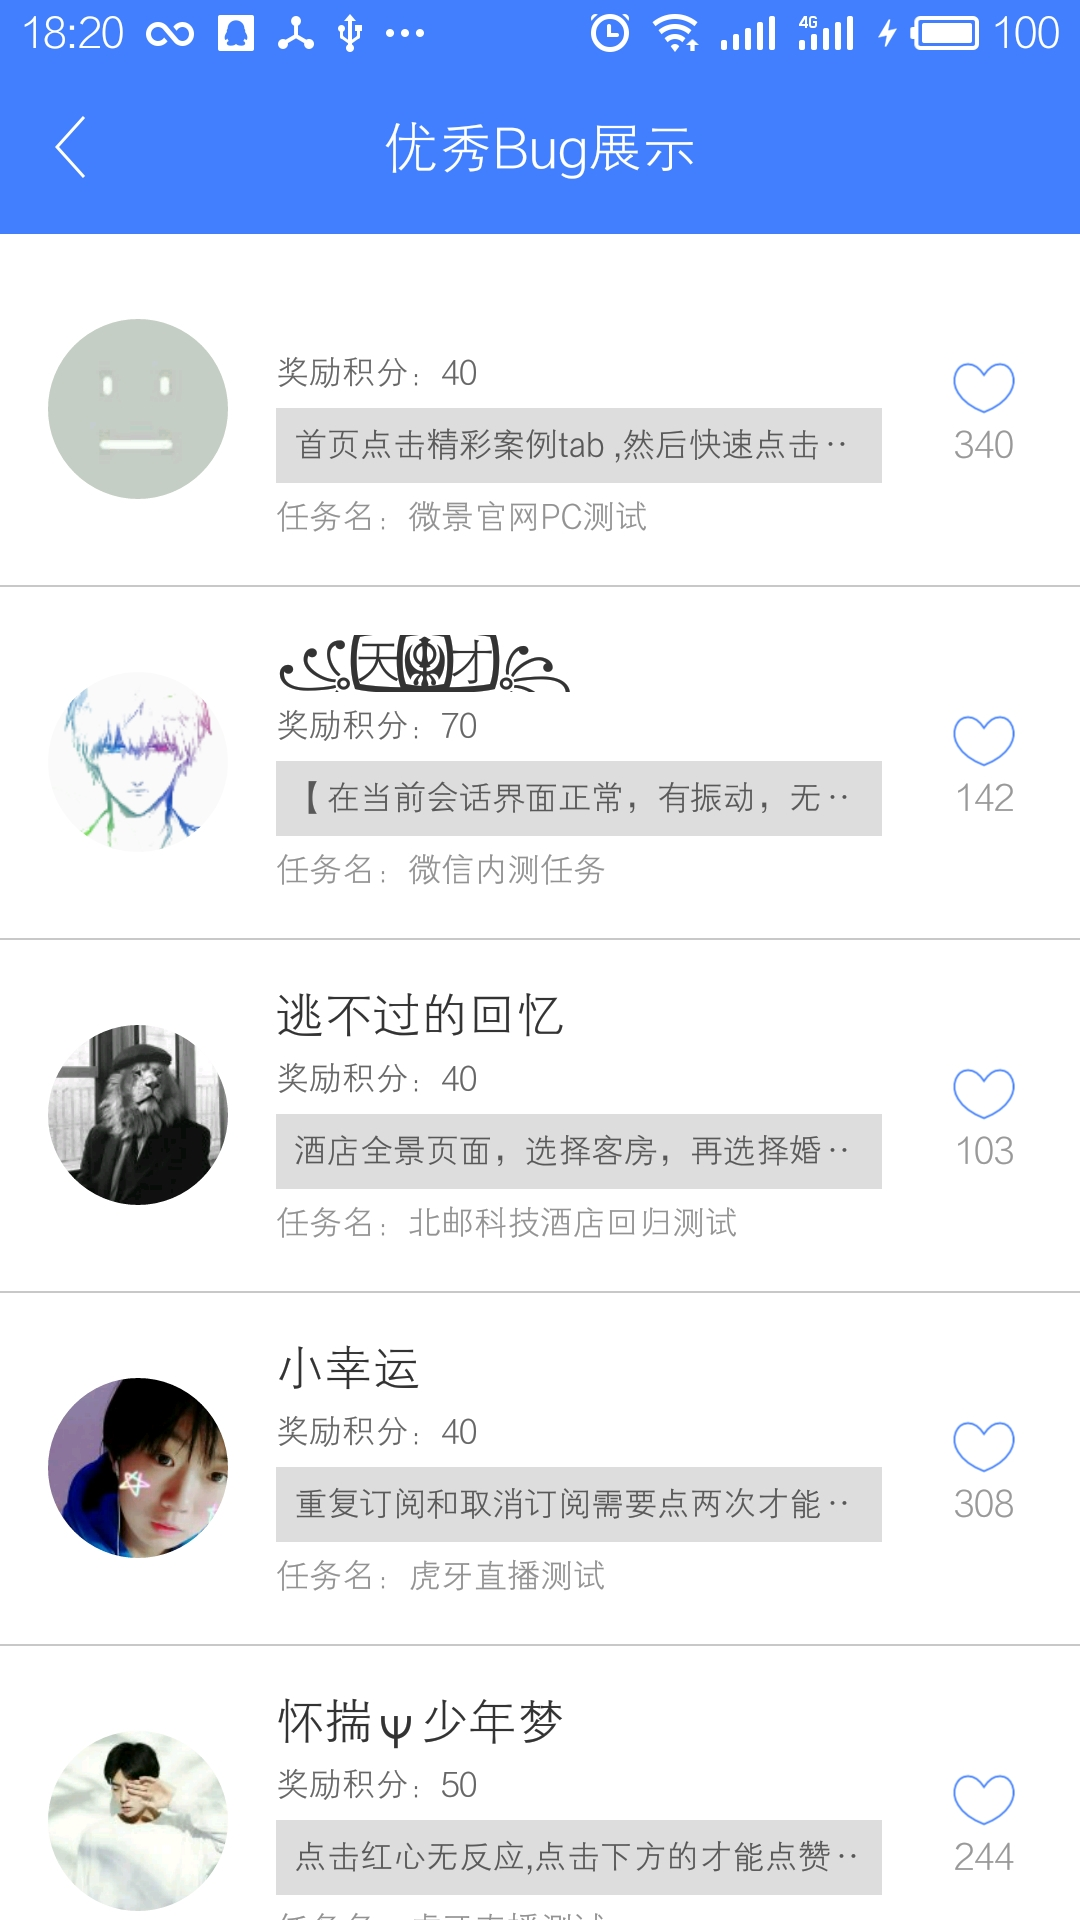 18:20 4G 100
优秀Bug展示
奖励积分：40
首页点击精彩案例tab ,然后快速点击··
340
任务名：微景官网PC测试
天☬才
奖励积分：70
【在当前会话界面正常，有振动，无··
142
任务名：微信内测任务
逃不过的回忆
奖励积分：40
酒店全景页面，选择客房，再选择婚··
103
任务名：北邮科技酒店回归测试
小幸运
奖励积分：40
重复订阅和取消订阅需要点两次才能··
308
任务名：虎牙直播测试
怀揣ψ少年梦
奖励积分：50
点击红心无反应,点击下方的才能点赞··
244